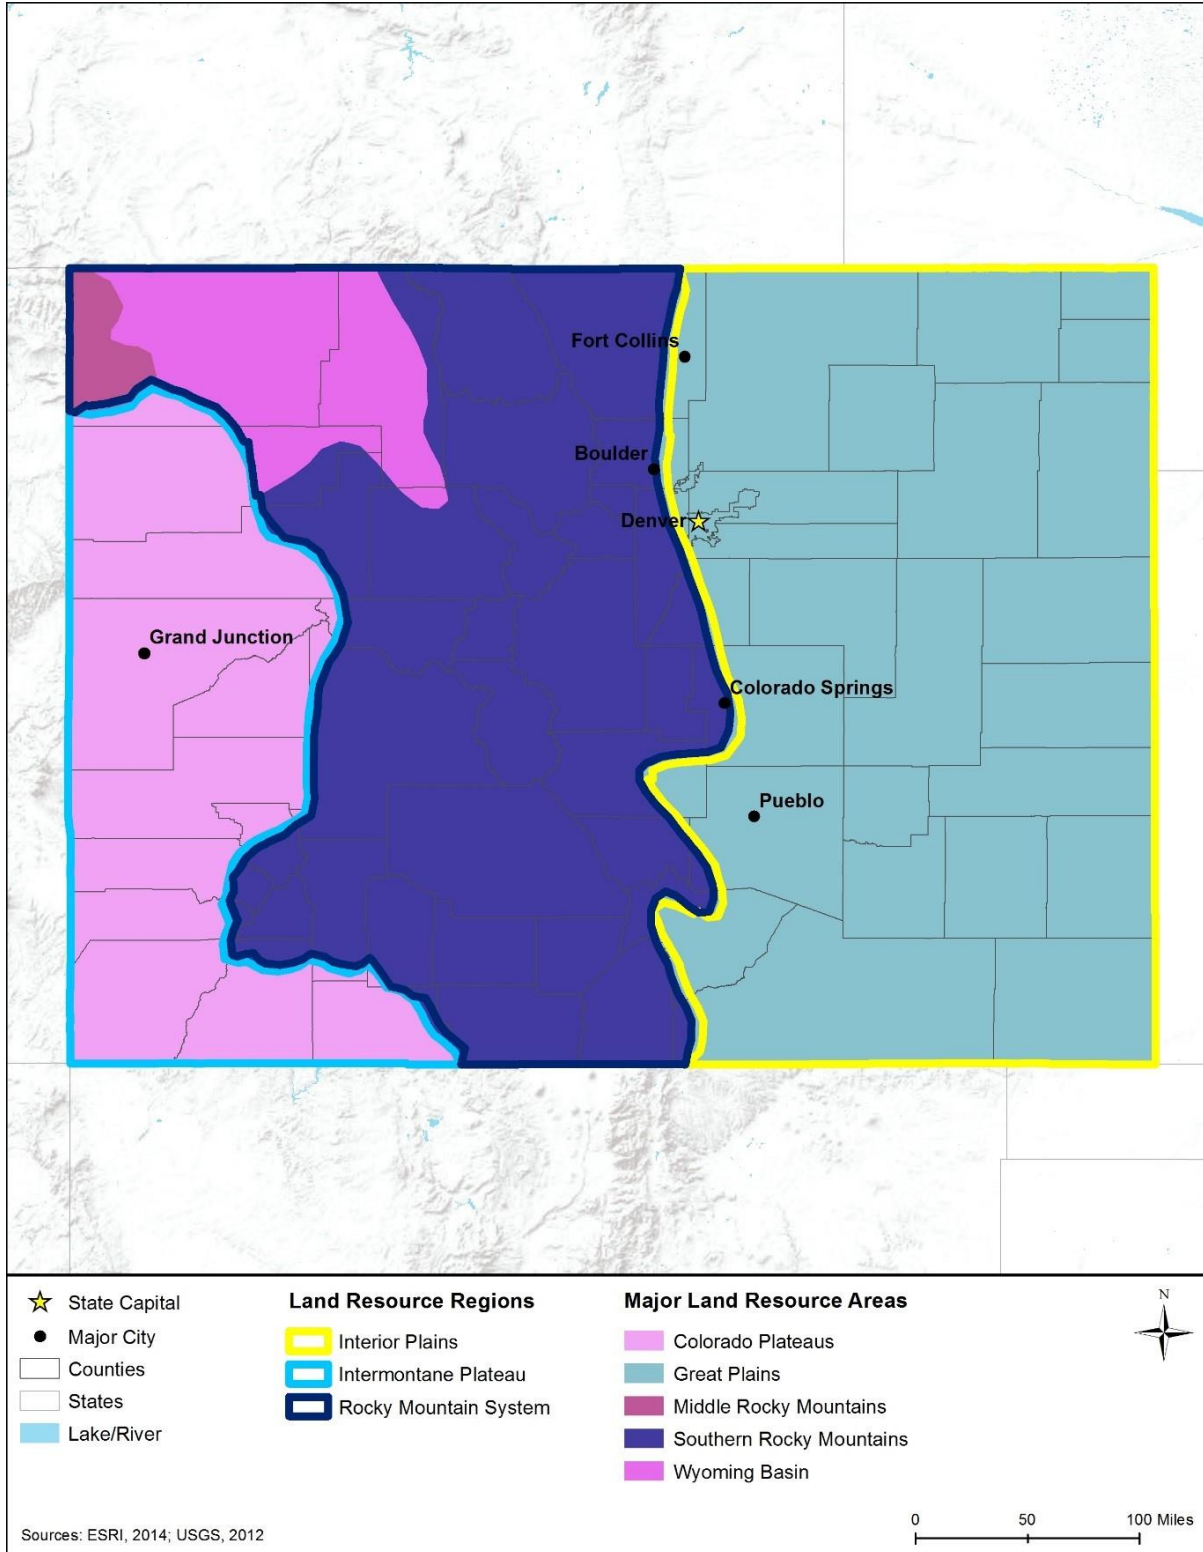 Fort Collins
Boulder
Denver
Grand Junction
Colorado Springs
Pueblo
State Capital
Major City
Counties
States
Lake/River
Land Resource Regions
Interior Plains
Intermontane Plateau
Rocky Mountain System
Major Land Resource Areas
Colorado Plateaus
Great Plains
Middle Rocky Mountains
Southern Rocky Mountains
Wyoming Basin
N
Sources: ESRI, 2014; USGS, 2012
0 50 100 Miles